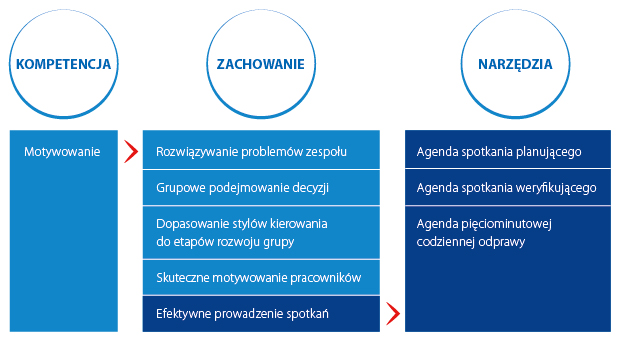 KOMPETENCJA
ZACHOWANIE
NARZĘDZIA
Motywowanie
Rozwiązywanie problemów zespołu
Grupowe podejmowanie decyzji
Dopasowanie stylów kierowania
do etapów rozwoju grupy
Skuteczne motywowanie pracowników
Efektywne prowadzenie spotkań
Agenda spotkania planującego
Agenda spotkania weryfikującego
Agenda pięciominutowej
codziennej odprawy